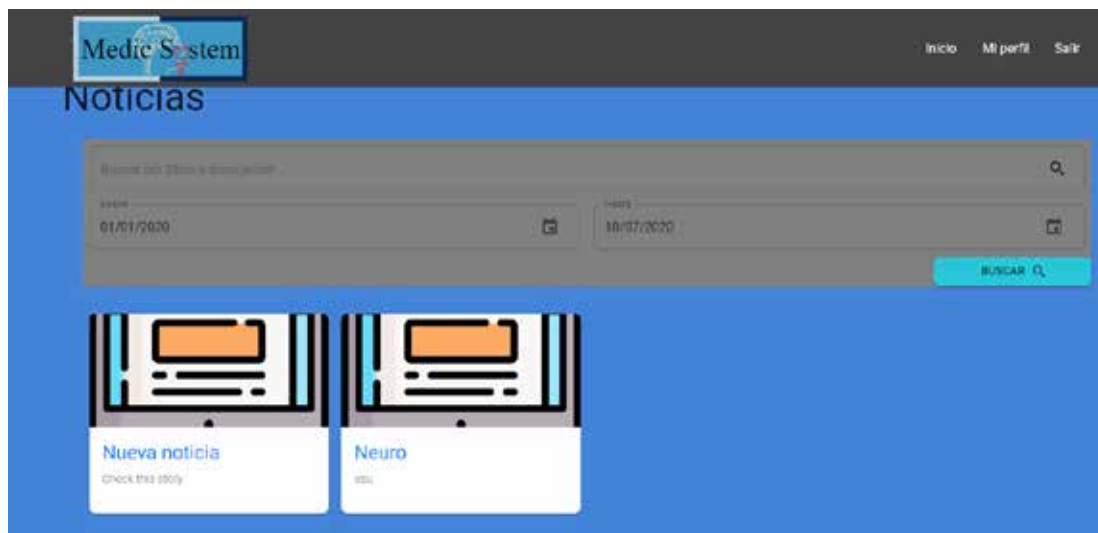 Medic System
Inicio Mi perfil Salir
Noticias
01/01/2020
10/07/2020
BUSCAR
Nueva noticia
Check this story
Neuro